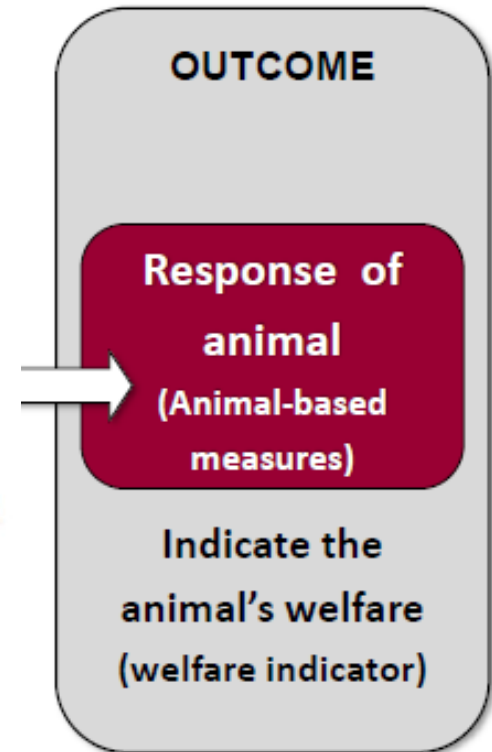 OUTCOME
Response of
animal
(Animal-based
measures)
Indicate the
animal’s welfare
(welfare indicator)